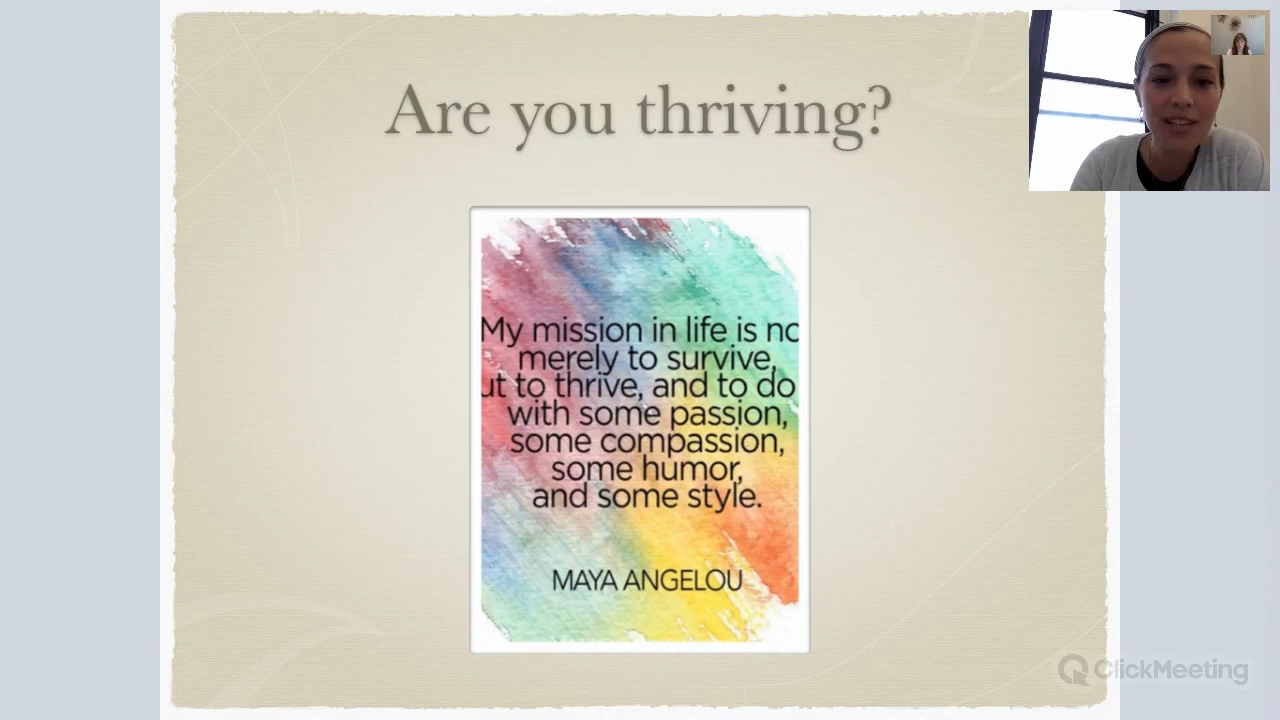 Are you thriving?
My mission in life is no
merely to survive,
ut to thrive, and to do
with some passion,
some compassion,
some humor,
and some style.
MAYA ANGELOU
ClickMeeting